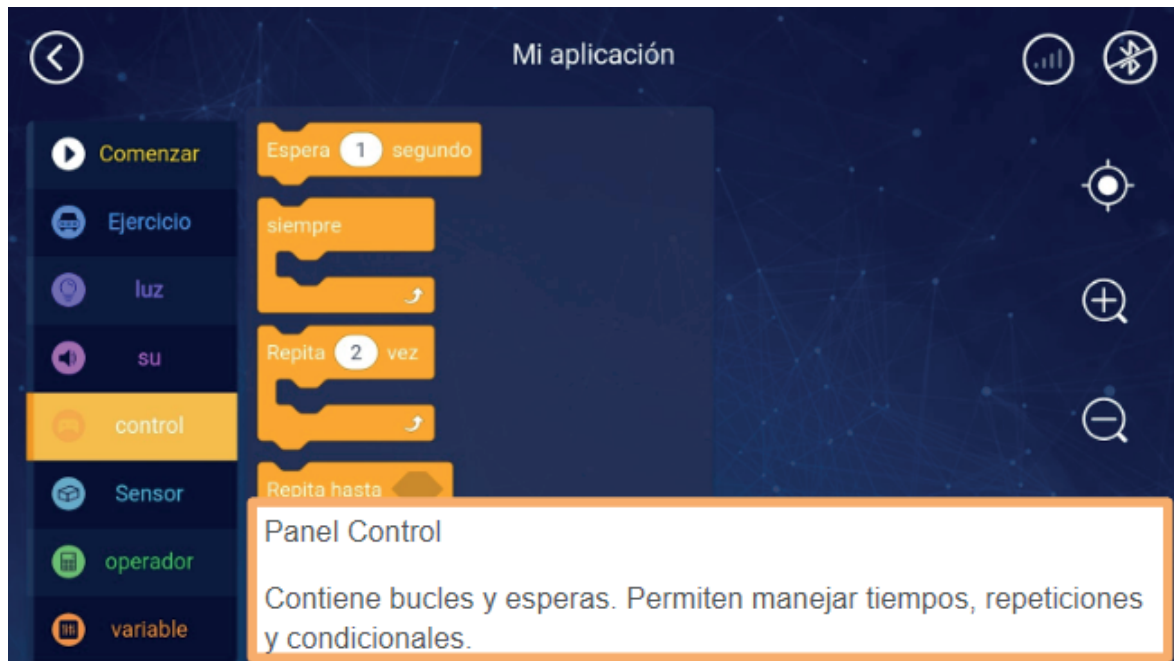 Mi aplicación
Comenzar
Ejercicio
luz
su
control
Sensor
operador
variable
Espera 1 segundo
siempre
Repita 2 vez
Repita hasta
Panel Control
Contiene bucles y esperas. Permiten manejar tiempos, repeticiones
y condicionales.